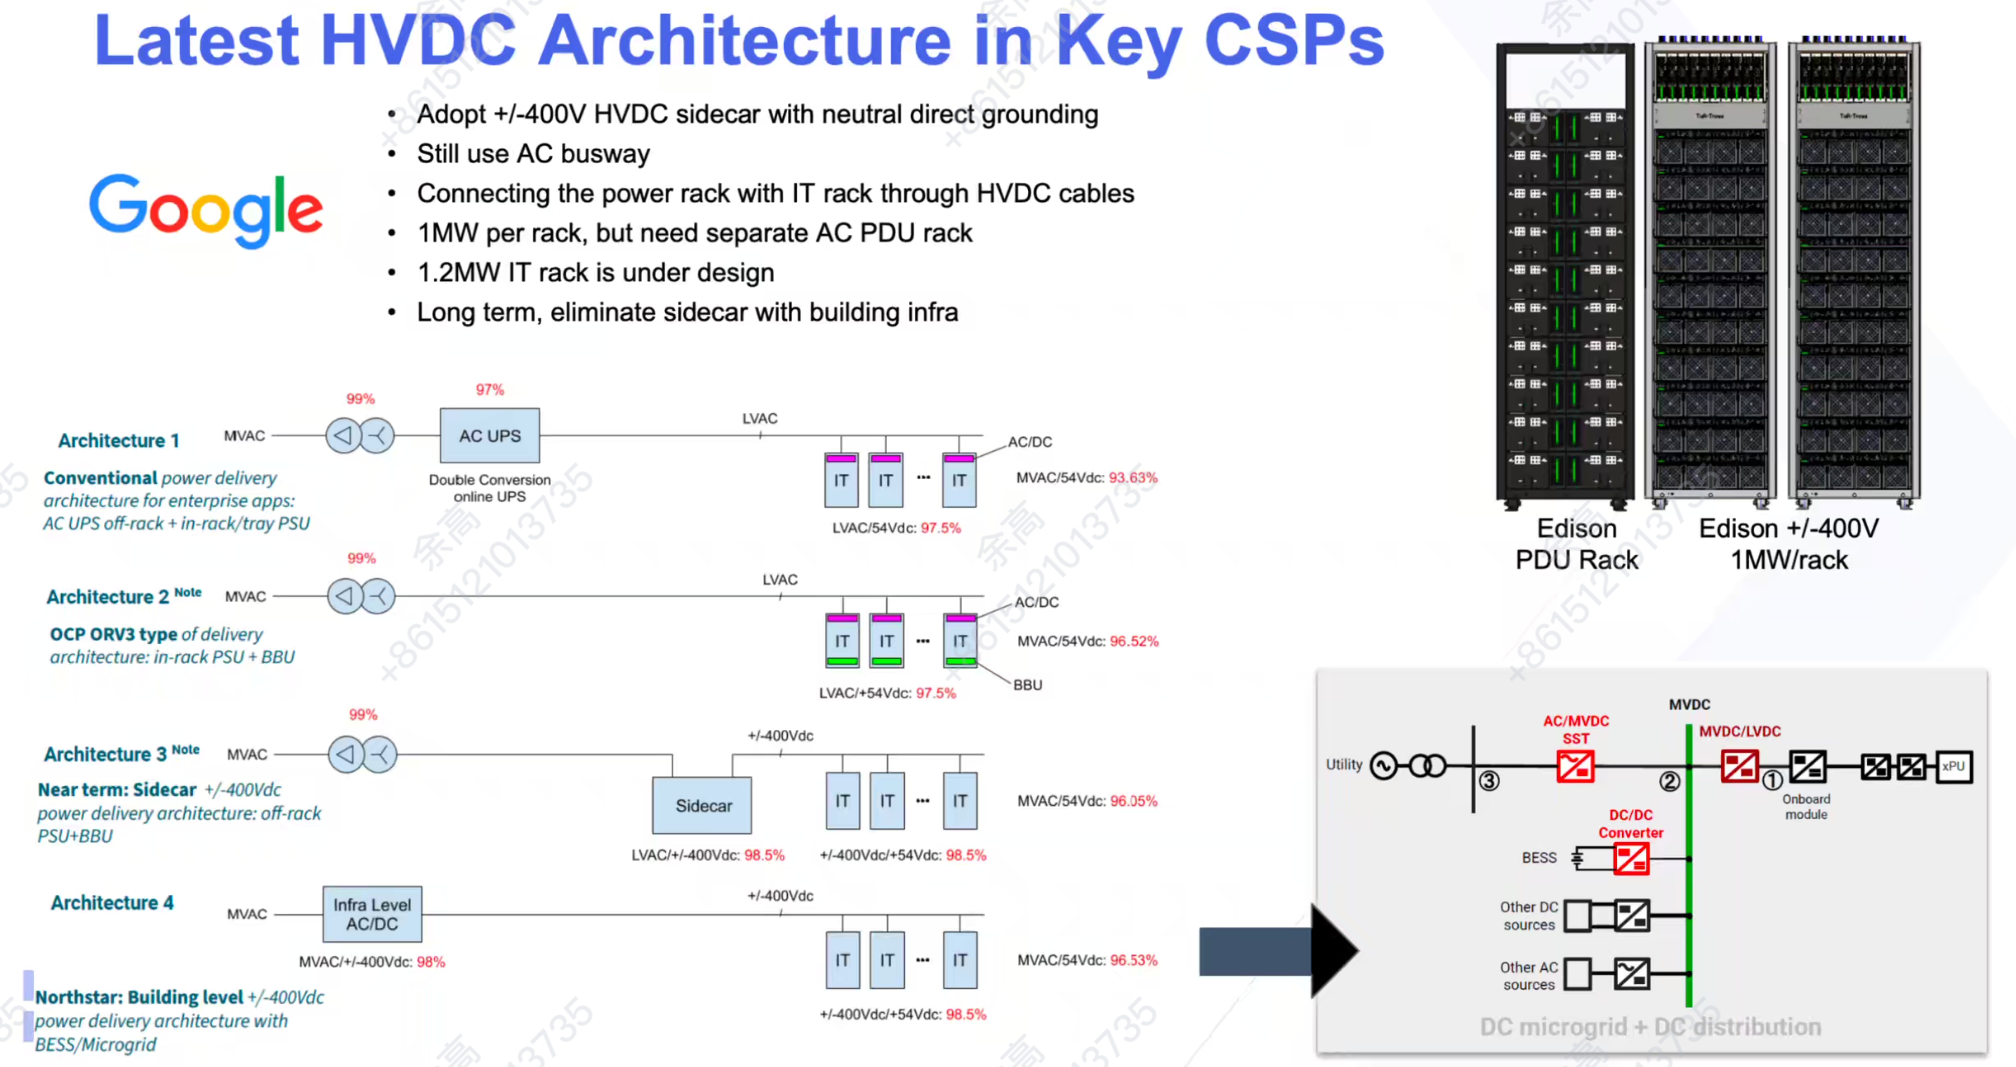 Latest HVDC Architecture in Key CSPs
Google
• Adopt +/-400V HVDC sidecar with neutral direct grounding
• Still use AC busway
• Connecting the power rack with IT rack through HVDC cables
• 1MW per rack, but need separate AC PDU rack
• 1.2MW IT rack is under design
• Long term, eliminate sidecar with building infra
Edison
PDU Rack
Edison +/-400V
1MW/rack
Architecture 1
Conventional power delivery
architecture for enterprise apps:
AC UPS off-rack + in-rack/tray PSU
MVAC
99%
97%
AC UPS
Double Conversion
online UPS
LVAC
IT
IT
...
IT
AC/DC
MVAC/54Vdc: 93.63%
LVAC/54Vdc: 97.5%
Architecture 2 Note
OCP ORV3 type of delivery
architecture: in-rack PSU + BBU
MVAC
99%
LVAC
IT
IT
...
IT
AC/DC
MVAC/54Vdc: 96.52%
BBU
LVAC/+54Vdc: 97.5%
Architecture 3 Note
Near term: Sidecar +/-400Vdc
power delivery architecture: off-rack
PSU+BBU
MVAC
99%
Sidecar
LVAC/+/-400Vdc: 98.5%
+/-400Vdc
IT
IT
...
IT
MVAC/54Vdc: 96.05%
+/-400Vdc/+54Vdc: 98.5%
Architecture 4
Northstar: Building level +/-400Vdc
power delivery architecture with
BESS/Microgrid
MVAC
Infra Level
AC/DC
MVAC/+/-400Vdc: 98%
+/-400Vdc
IT
IT
...
IT
MVAC/54Vdc: 96.53%
+/-400Vdc/+54Vdc: 98.5%
MVDC
AC/MVDC
SST
MVDC/LVDC
Utility
③
②
①
Onboard
module
xPU
DC/DC
Converter
BESS
Other DC
sources
Other AC
sources
DC microgrid + DC distribution
余高
+8615121013735